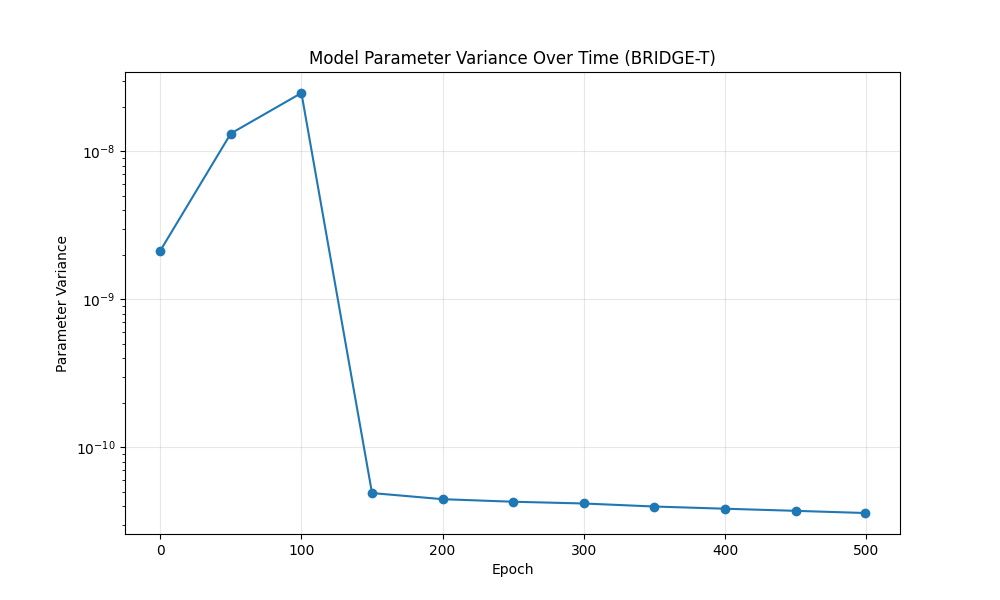 Model Parameter Variance Over Time (BRIDGE-T)
Parameter Variance
10⁻⁸
10⁻⁹
10⁻¹⁰
0 100 200 300 400 500
Epoch